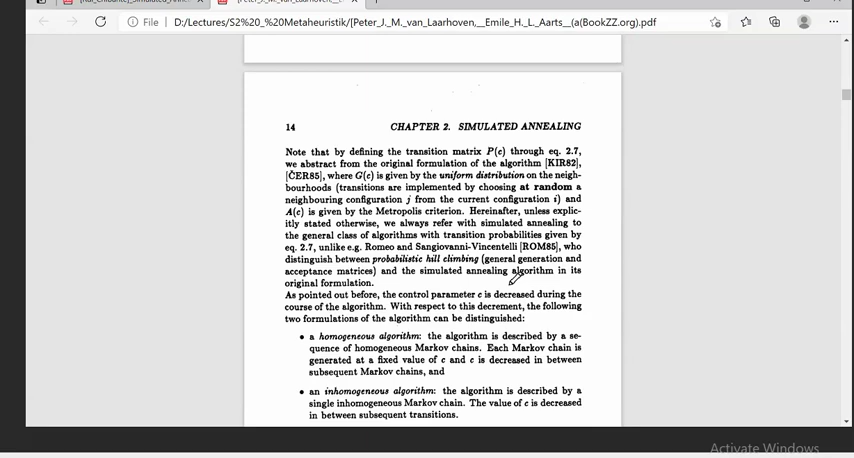 File
D:/Lectures/S2%20_%20Metaheuristik/[Peter_J._M._van_Laarhoven,__Emile_H._L._Aarts__(a(BookZZ.org).pdf
14 CHAPTER 2. SIMULATED ANNEALING
Note that by defining the transition matrix P(c) through eq. 2.7,
we abstract from the original formulation of the algorithm [KIR82],
[ČER85], where G(c) is given by the uniform distribution on the neigh-
bourhoods (transitions are implemented by choosing at random a
neighbouring configuration j from the current configuration i) and
A(c) is given by the Metropolis criterion. Hereinafter, unless explic-
itly stated otherwise, we always refer with simulated annealing to
the general class of algorithms with transition probabilities given by
eq. 2.7, unlike e.g. Romeo and Sangiovanni-Vincentelli [ROM85], who
distinguish between probabilistic hill climbing (general generation and
acceptance matrices) and the simulated annealing algorithm in its
original formulation.
As pointed out before, the control parameter c is decreased during the
course of the algorithm. With respect to this decrement, the following
two formulations of the algorithm can be distinguished:
• a homogeneous algorithm: the algorithm is described by a se-
quence of homogeneous Markov chains. Each Markov chain is
generated at a fixed value of c and c is decreased in between
subsequent Markov chains, and
• an inhomogeneous algorithm: the algorithm is described by a
single inhomogeneous Markov chain. The value of c is decreased
in between subsequent transitions.
Activate Windows